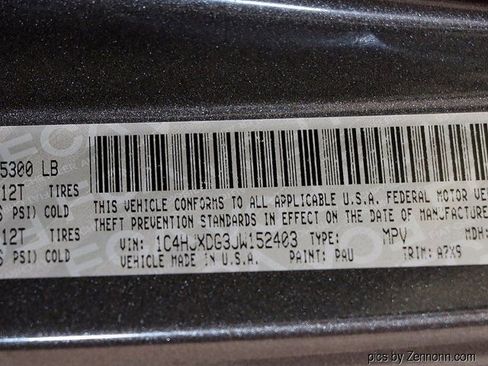 5300 LB
12T TIRES
PSI) COLD
12T TIRES
PSI) COLD
THIS VEHICLE CONFORMS TO ALL APPLICABLE U.S.A. FEDERAL MOTOR
THEFT PREVENTION STANDARDS IN EFFECT ON THE DATE OF MANUFACTURE
VIN: 1C4HJXDG3JW152403 TYPE: MPV MDH:
VEHICLE MADE IN U.S.A. PAINT: PAU TRIM: A7XS
pics by Zennonn.com